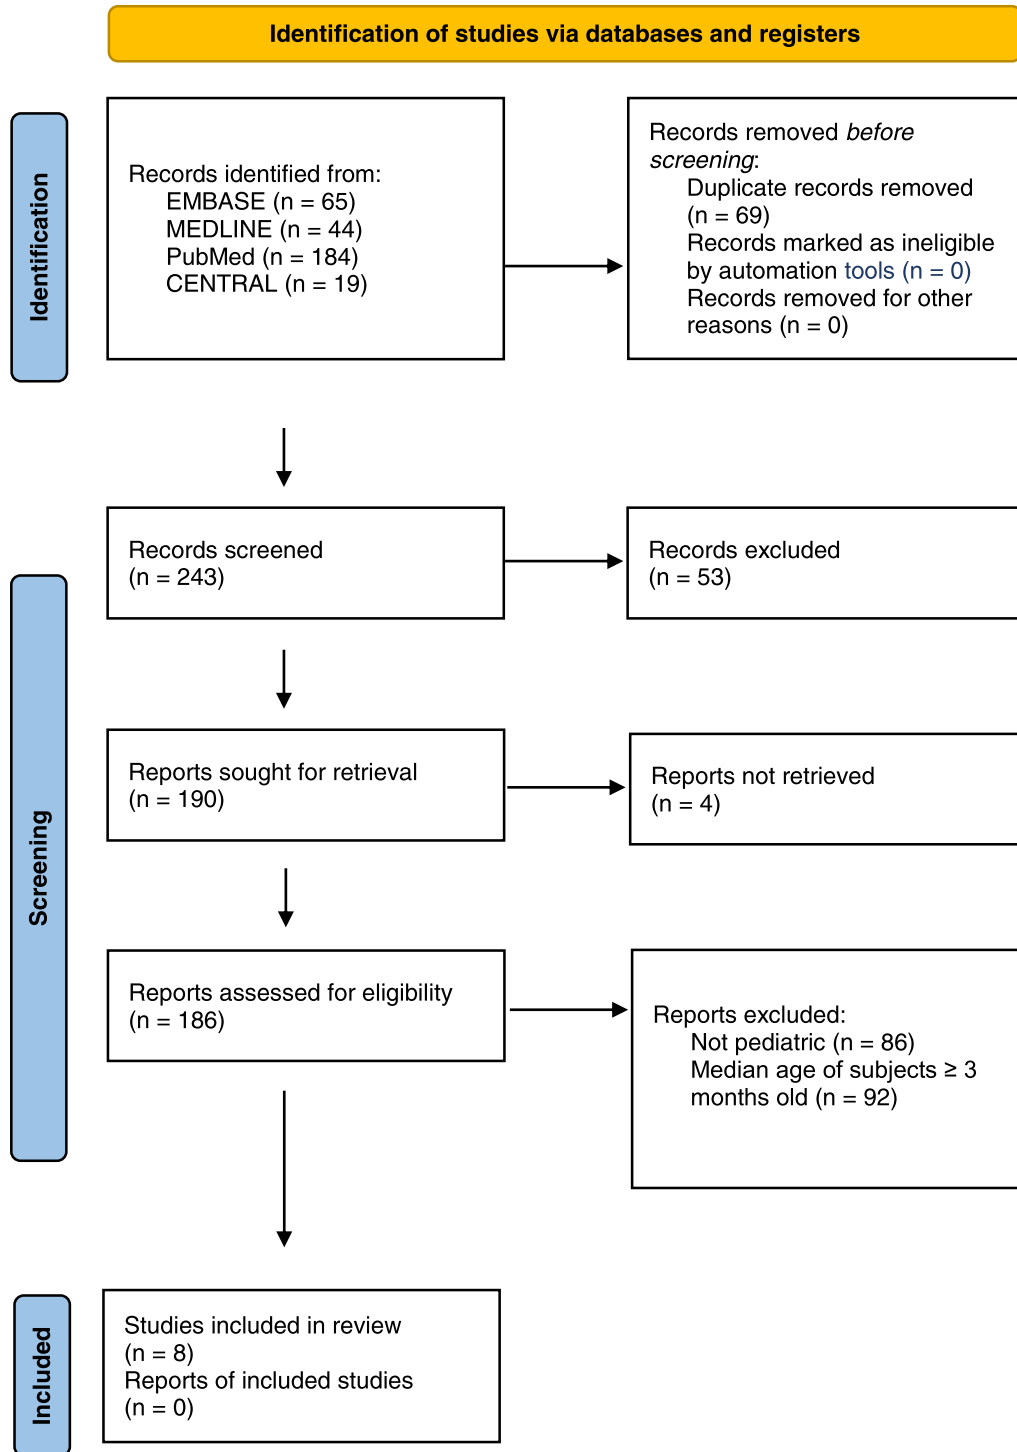 Identification of studies via databases and registers
Identification
Records identified from:
EMBASE (n = 65)
MEDLINE (n = 44)
PubMed (n = 184)
CENTRAL (n = 19)
Records removed before
screening:
Duplicate records removed
(n = 69)
Records marked as ineligible
by automation tools (n = 0)
Records removed for other
reasons (n = 0)
Screening
Records screened
(n = 243)
Records excluded
(n = 53)
Reports sought for retrieval
(n = 190)
Reports not retrieved
(n = 4)
Reports assessed for eligibility
(n = 186)
Reports excluded:
Not pediatric (n = 86)
Median age of subjects ≥ 3
months old (n = 92)
Included
Studies included in review
(n = 8)
Reports of included studies
(n = 0)